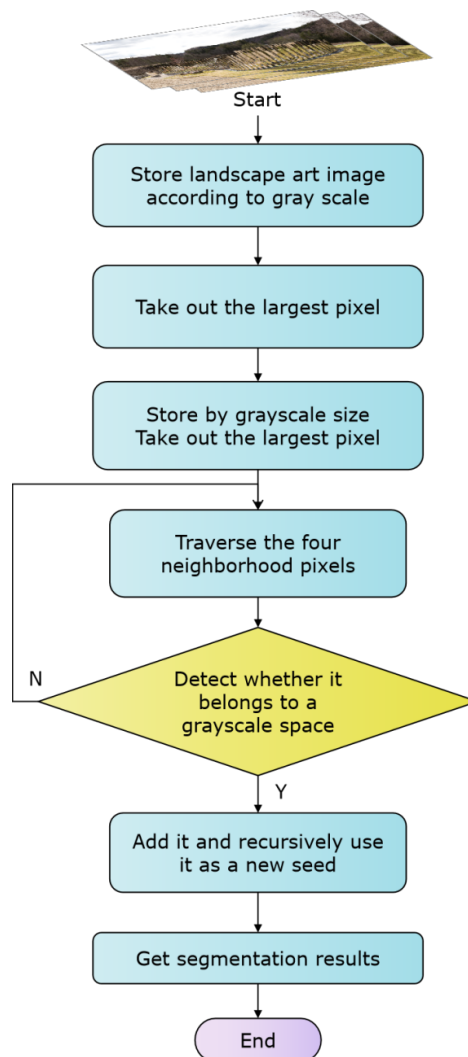 Start
Store landscape art image
according to gray scale
Take out the largest pixel
Store by grayscale size
Take out the largest pixel
Traverse the four
neighborhood pixels
N
Detect whether it
belongs to a
grayscale space
Y
Add it and recursively use
it as a new seed
Get segmentation results
End